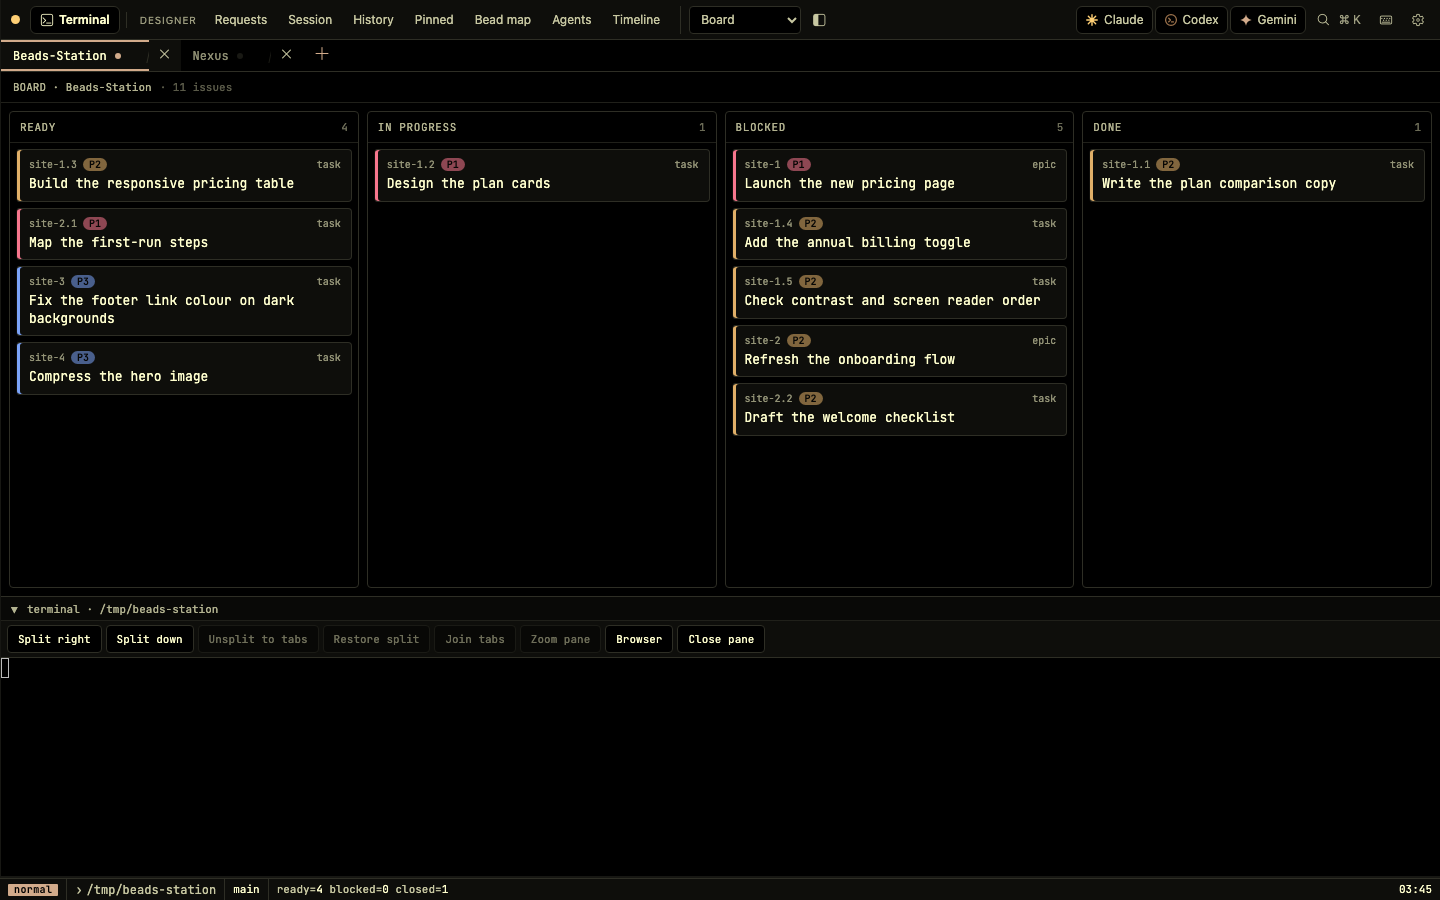 Terminal DESIGNER Requests Session History Pinned Bead map Agents Timeline Board Claude Codex Gemini ⌘ K
Beads-Station Nexus
BOARD · Beads-Station · 11 issues
READY 4
site-1.3 P2 task
Build the responsive pricing table
site-2.1 P1 task
Map the first-run steps
site-3 P3 task
Fix the footer link colour on dark
backgrounds
site-4 P3 task
Compress the hero image
IN PROGRESS 1
site-1.2 P1 task
Design the plan cards
BLOCKED 5
site-1 P1 epic
Launch the new pricing page
site-1.4 P2 task
Add the annual billing toggle
site-1.5 P2 task
Check contrast and screen reader order
site-2 P2 epic
Refresh the onboarding flow
site-2.2 P2 task
Draft the welcome checklist
DONE 1
site-1.1 P2 task
Write the plan comparison copy
▼ terminal · /tmp/beads-station
Split right Split down Unsplit to tabs Restore split Join tabs Zoom pane Browser Close pane
normal › /tmp/beads-station main ready=4 blocked=0 closed=1 03:45